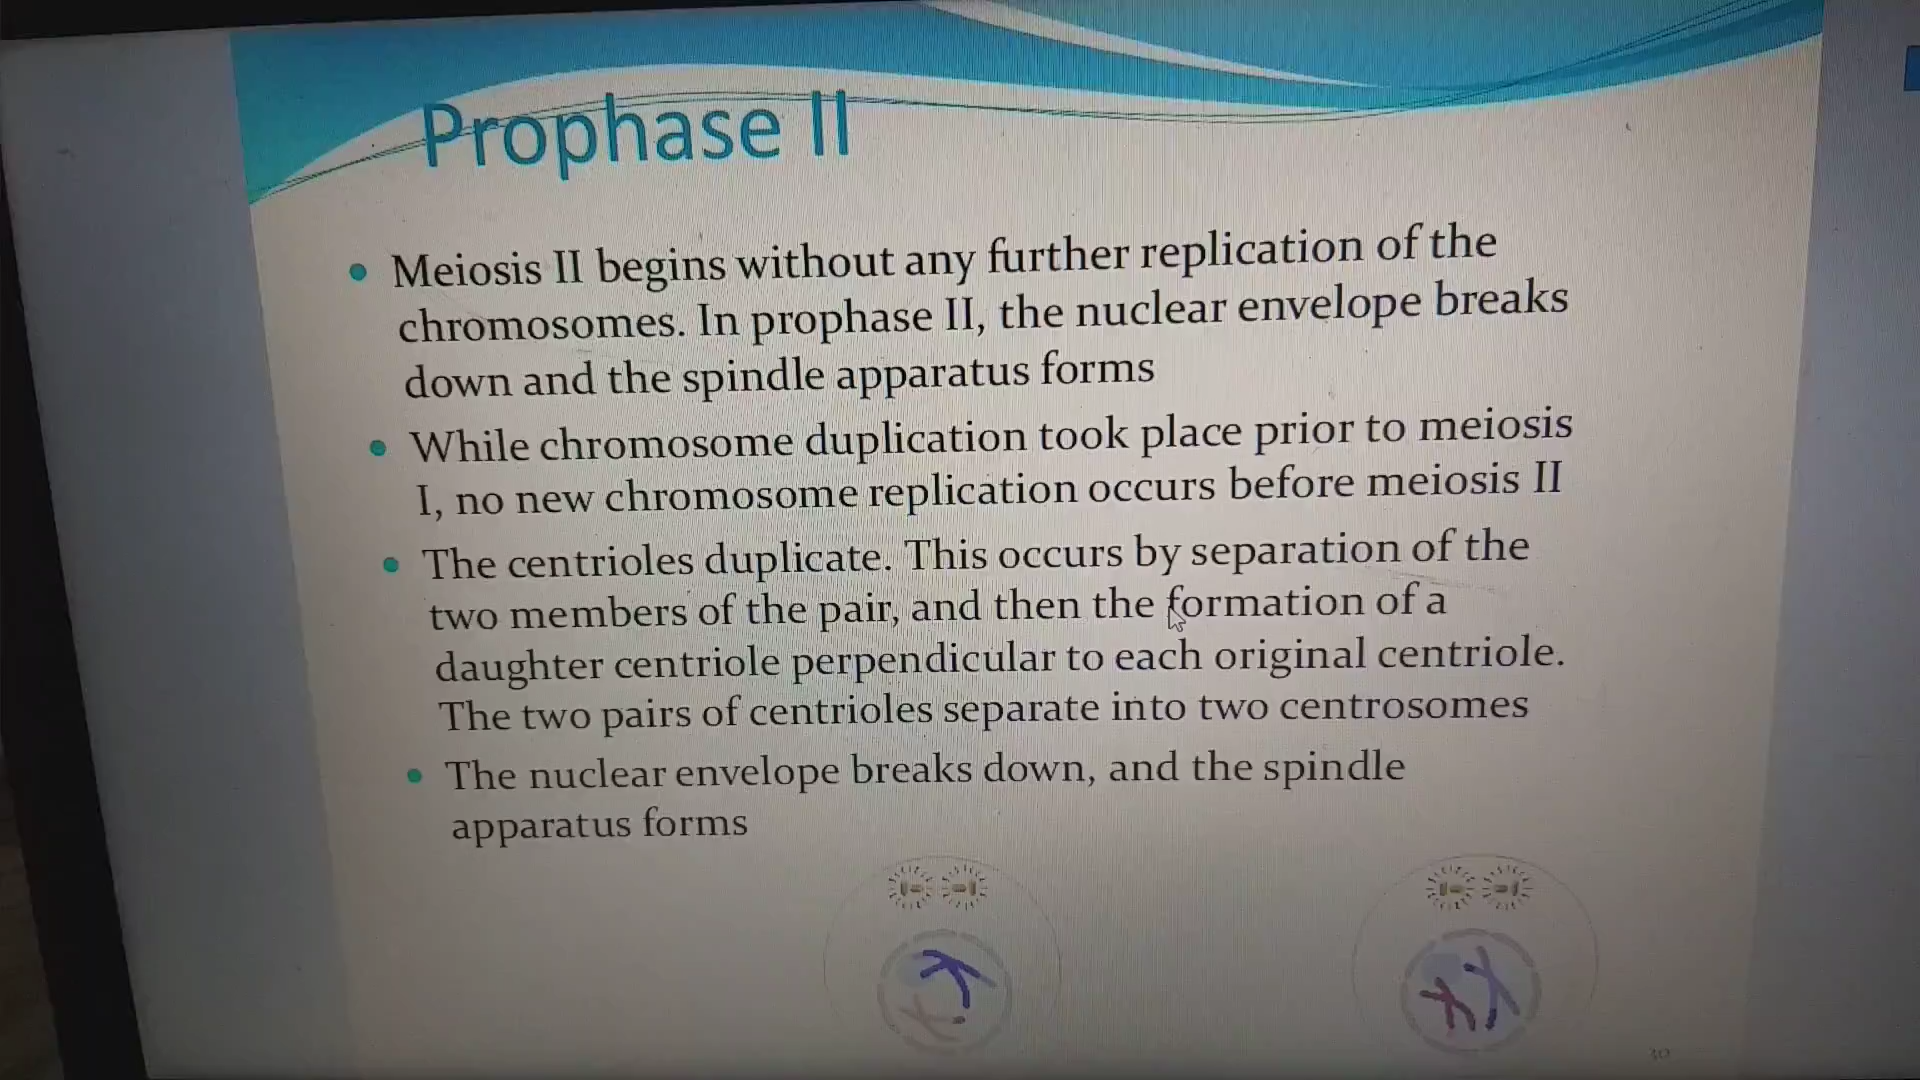 Prophase II
• Meiosis II begins without any further replication of the
chromosomes. In prophase II, the nuclear envelope breaks
down and the spindle apparatus forms
• While chromosome duplication took place prior to meiosis
I, no new chromosome replication occurs before meiosis II
• The centrioles duplicate. This occurs by separation of the
two members of the pair, and then the formation of a
daughter centriole perpendicular to each original centriole.
The two pairs of centrioles separate into two centrosomes
• The nuclear envelope breaks down, and the spindle
apparatus forms
30